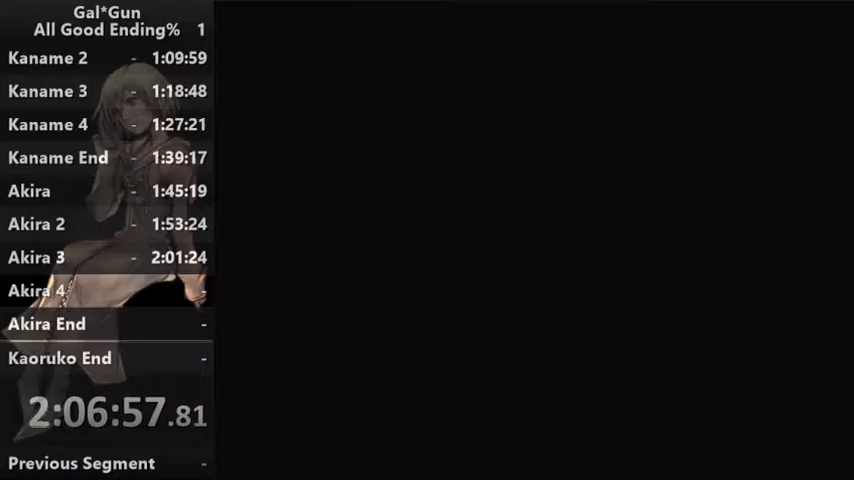 Gal*Gun
All Good Ending% 1
Kaname 2 - 1:09:59
Kaname 3 - 1:18:48
Kaname 4 - 1:27:21
Kaname End - 1:39:17
Akira - 1:45:19
Akira 2 - 1:53:24
Akira 3 - 2:01:24
Akira 4 -
Akira End -
Kaoruko End -
2:06:57.81
Previous Segment -